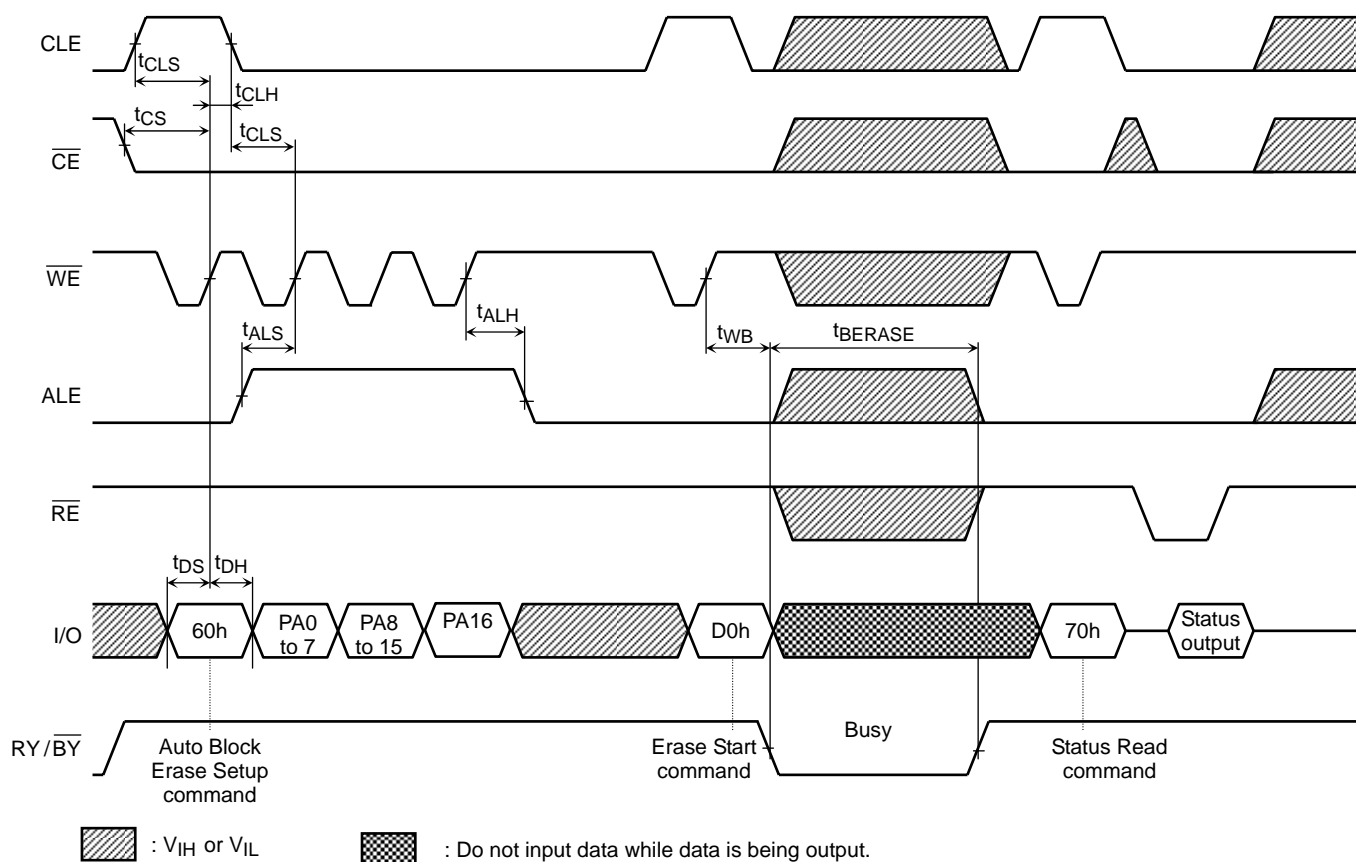 CLE
tCLS
tCLH
tCS
tCLS
CE
WE
tALS
tALH
tWB
tBERASE
ALE
RE
tDS
tDH
I/O
60h
PA0
to 7
PA8
to 15
PA16
D0h
70h
Status
output
RY/BY
Busy
Auto Block
Erase Setup
command
Erase Start
command
Status Read
command
: VIH or VIL
: Do not input data while data is being output.